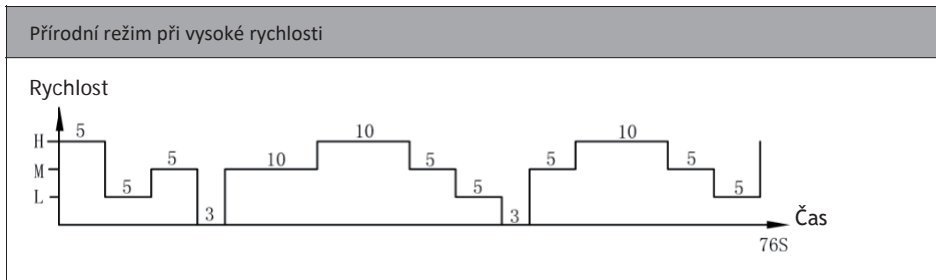 Přírodní režim při vysoké rychlosti
Rychlost
H 5 10 10
M 5 10 5 5 5
L 5 5 5
3 3
Čas
76S